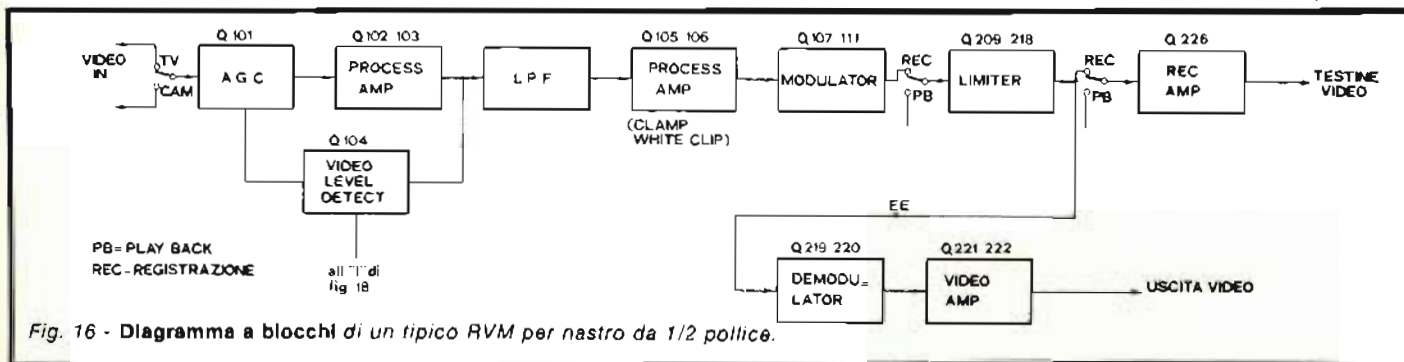 Q 101
Q 102 103
Q 105 106
Q 107 111
Q 209 218
Q 226
VIDEO
IN
TV
CAM
A G C
PROCESS
AMP
L P F
PROCESS
AMP
MODULATOR
REC
PB
LIMITER
REC
PB
REC
AMP
TESTINE
VIDEO
(CLAMP
WHITE CLIP)
Q 104
VIDEO
LEVEL
DETECT
EE
PB= PLAY BACK
REC-REGISTRAZIONE
all "I" di
fig 18
Q 219 220
Q 221 222
DEMODU=
LATOR
VIDEO
AMP
USCITA VIDEO
Fig. 16 - Diagramma a blocchi di un tipico RVM per nastro da 1/2 pollice.